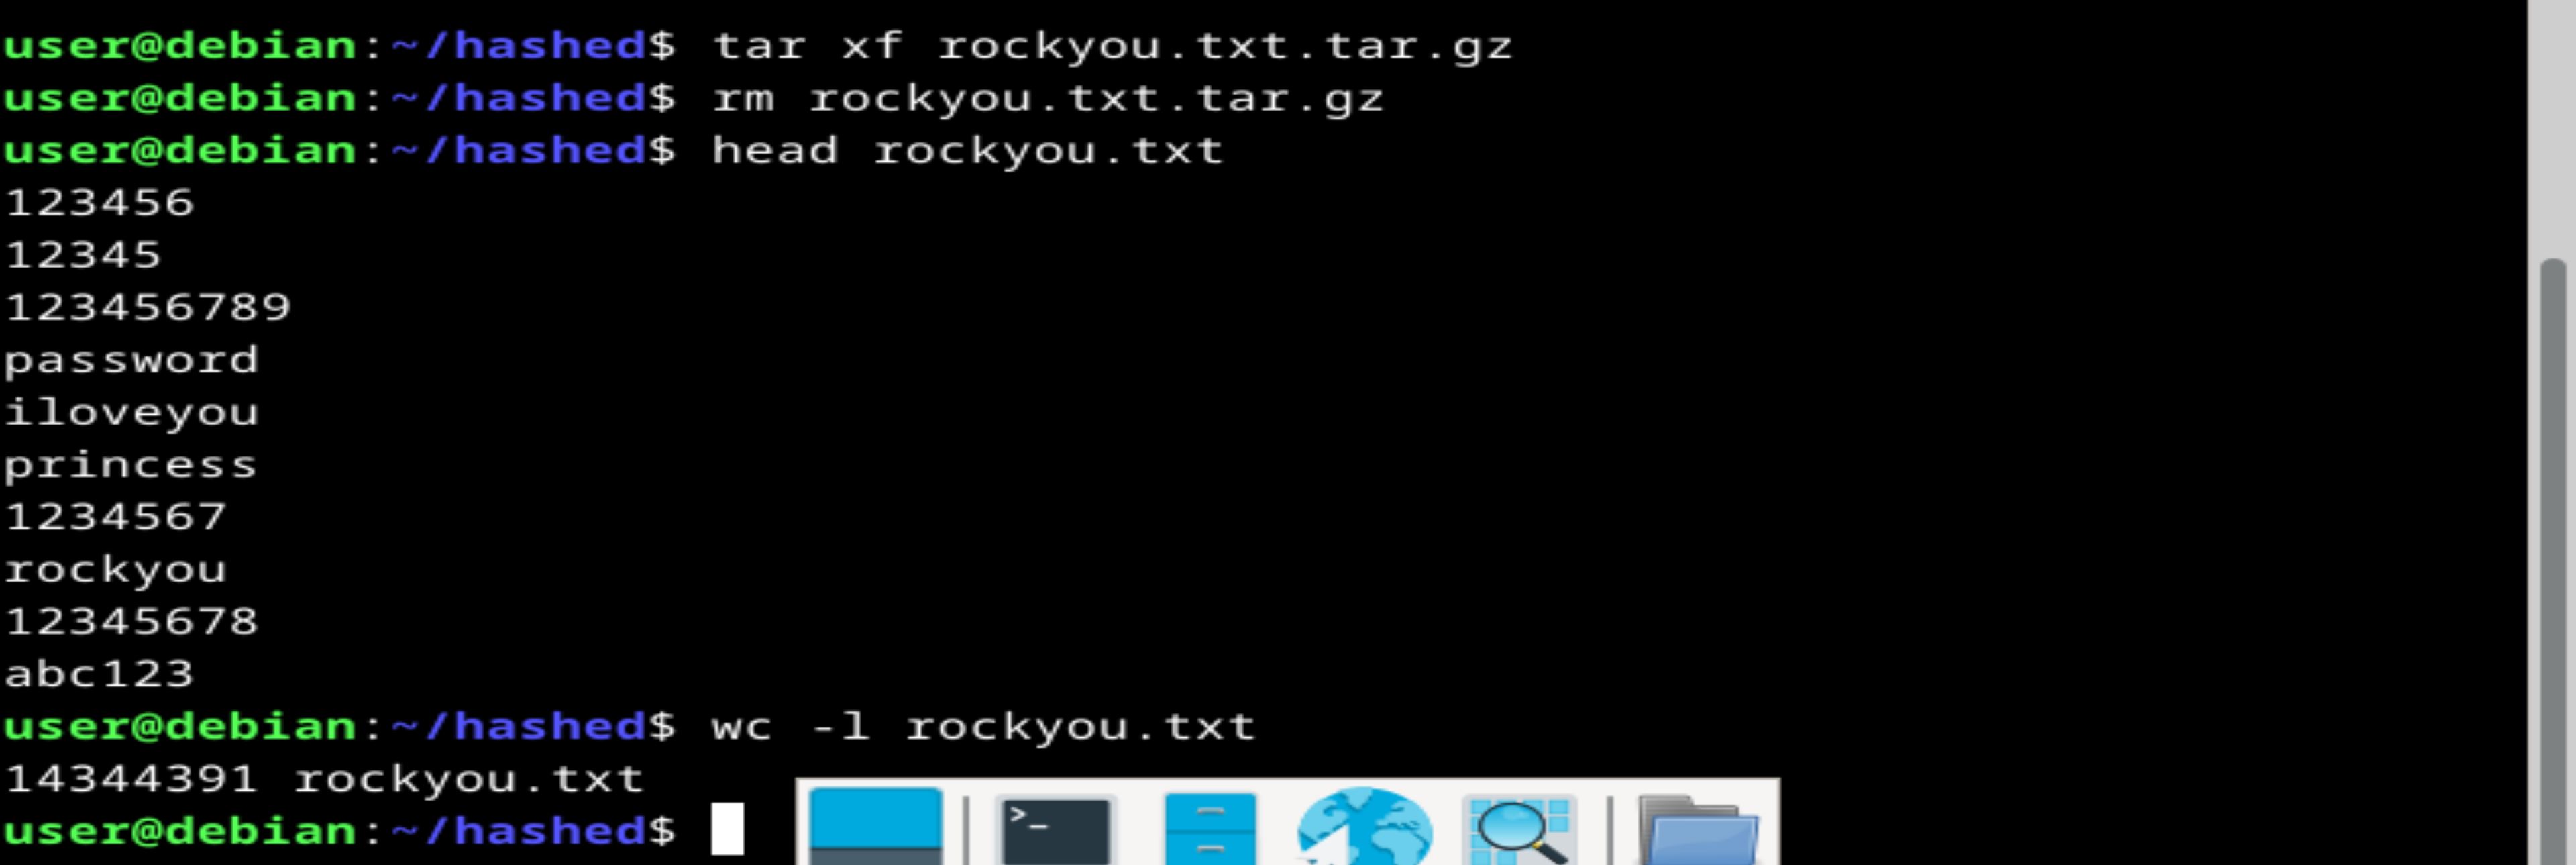 user@debian:~/hashed$ tar xf rockyou.txt.tar.gz
user@debian:~/hashed$ rm rockyou.txt.tar.gz
user@debian:~/hashed$ head rockyou.txt
123456
12345
123456789
password
iloveyou
princess
1234567
rockyou
12345678
abc123
user@debian:~/hashed$ wc -l rockyou.txt
14344391 rockyou.txt
user@debian:~/hashed$
>_